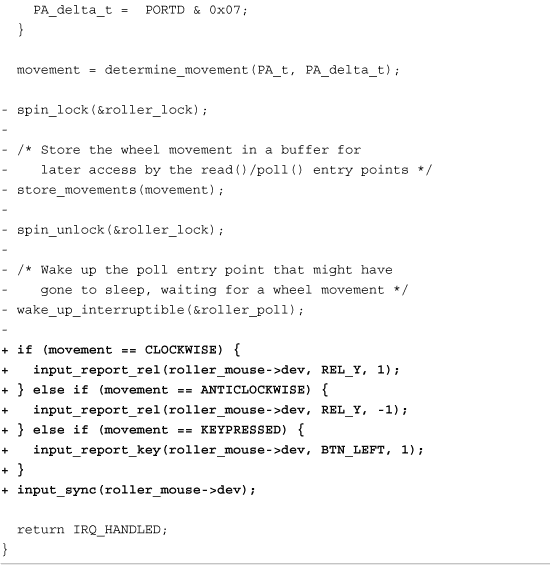 PA_delta_t =  PORTD & 0x07;
  }
  movement = determine_movement(PA_t, PA_delta_t);
- spin_lock(&roller_lock);
-
- /* Store the wheel movement in a buffer for
-    later access by the read()/poll() entry points */
- store_movements(movement);
-
- spin_unlock(&roller_lock);
-
- /* Wake up the poll entry point that might have
-    gone to sleep, waiting for a wheel movement */
- wake_up_interruptible(&roller_poll);
-
+ if (movement == CLOCKWISE) {
+   input_report_rel(roller_mouse->dev, REL_Y, 1);
+ } else if (movement == ANTICLOCKWISE) {
+   input_report_rel(roller_mouse->dev, REL_Y, -1);
+ } else if (movement == KEYPRESSED) {
+   input_report_key(roller_mouse->dev, BTN_LEFT, 1);
+ }
+ input_sync(roller_mouse->dev);
  return IRQ_HANDLED;
}